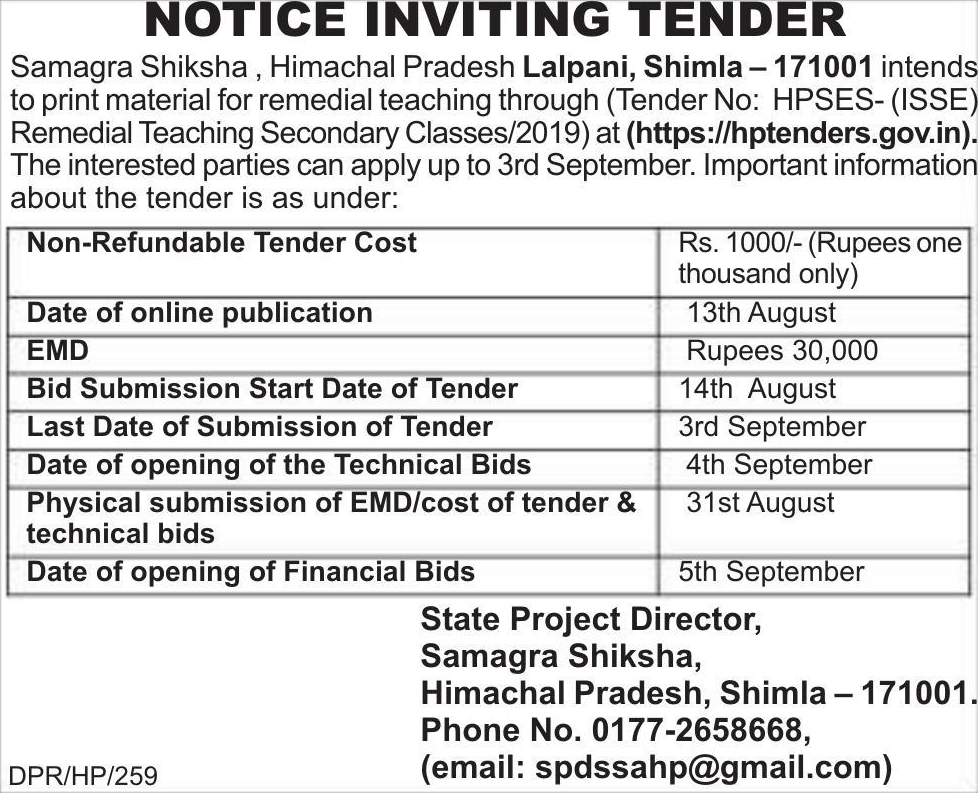 NOTICE INVITING TENDER
Samagra Shiksha , Himachal Pradesh Lalpani, Shimla – 171001 intends
to print material for remedial teaching through (Tender No: HPSES- (ISSE)
Remedial Teaching Secondary Classes/2019) at (https://hptenders.gov.in).
The interested parties can apply up to 3rd September. Important information
about the tender is as under:
Non-Refundable Tender Cost Rs. 1000/- (Rupees one
thousand only)
Date of online publication 13th August
EMD Rupees 30,000
Bid Submission Start Date of Tender 14th August
Last Date of Submission of Tender 3rd September
Date of opening of the Technical Bids 4th September
Physical submission of EMD/cost of tender & 31st August
technical bids
Date of opening of Financial Bids 5th September
State Project Director,
Samagra Shiksha,
Himachal Pradesh, Shimla – 171001.
Phone No. 0177-2658668,
(email: spdssahp@gmail.com)
DPR/HP/259